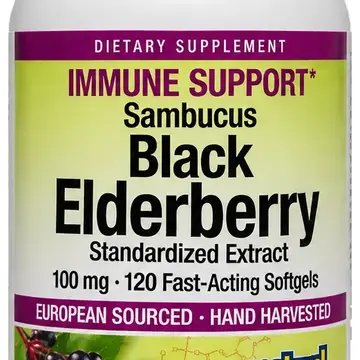 DIETARY SUPPLEMENT
IMMUNE SUPPORT*
Sambucus
Black
Elderberry
Standardized Extract
100 mg · 120 Fast-Acting Softgels
EUROPEAN SOURCED · HAND HARVESTED